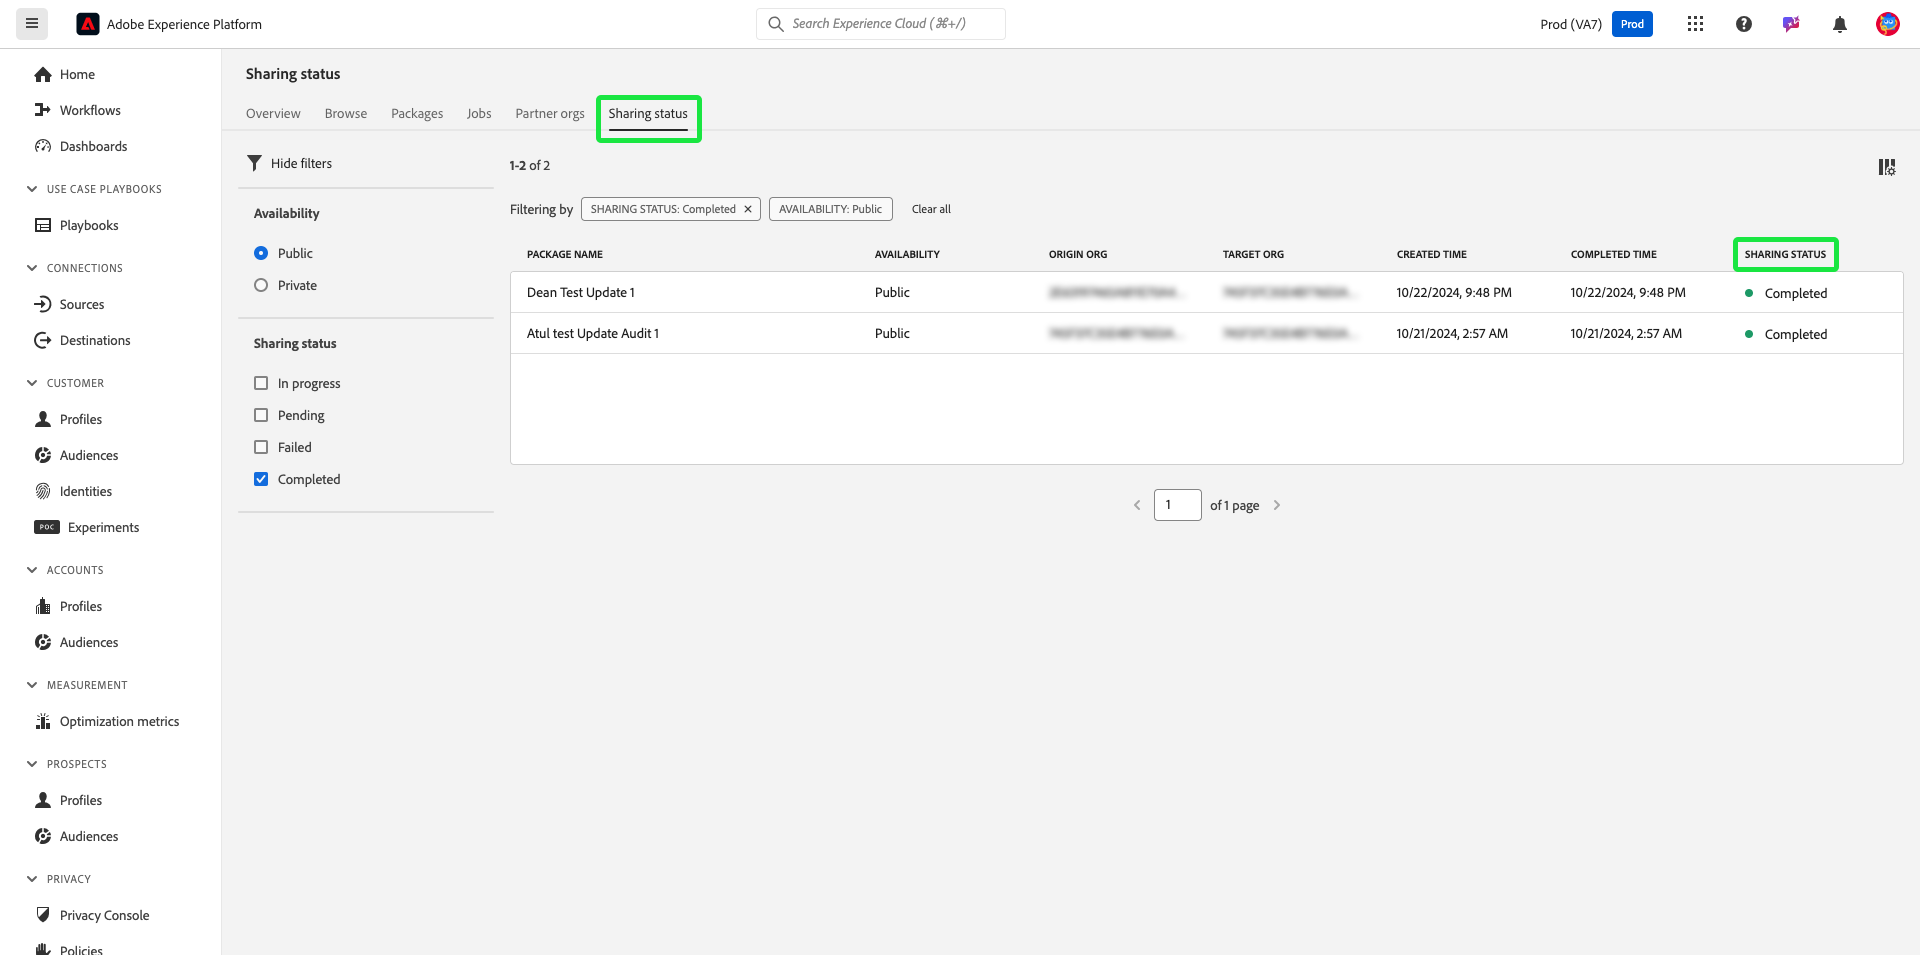 Adobe Experience Platform
Search Experience Cloud (⌘+/)
Prod (VA7)
Prod
Home
Workflows
Dashboards
USE CASE PLAYBOOKS
Playbooks
CONNECTIONS
Sources
Destinations
CUSTOMER
Profiles
Audiences
Identities
POC Experiments
ACCOUNTS
Profiles
Audiences
MEASUREMENT
Optimization metrics
PROSPECTS
Profiles
Audiences
PRIVACY
Privacy Console
Policies
Sharing status
Overview Browse Packages Jobs Partner orgs Sharing status
Hide filters
Availability
Public
Private
Sharing status
In progress
Pending
Failed
Completed
1-2 of 2
Filtering by SHARING STATUS: Completed AVAILABILITY: Public Clear all
PACKAGE NAME AVAILABILITY ORIGIN ORG TARGET ORG CREATED TIME COMPLETED TIME SHARING STATUS
Dean Test Update 1 Public 10/22/2024, 9:48 PM 10/22/2024, 9:48 PM Completed
Atul test Update Audit 1 Public 10/21/2024, 2:57 AM 10/21/2024, 2:57 AM Completed
1 of 1 page